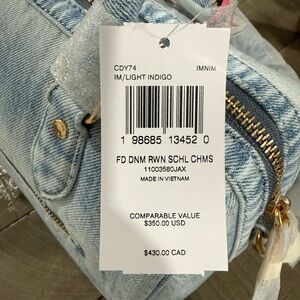 CDY74 IMNIM
IM/LIGHT INDIGO
1 98685 13452 0
FD DNM RWN SCHL CHMS
11003580JAX
MADE IN VIETNAM
COMPARABLE VALUE
$350.00 USD
$430.00 CAD